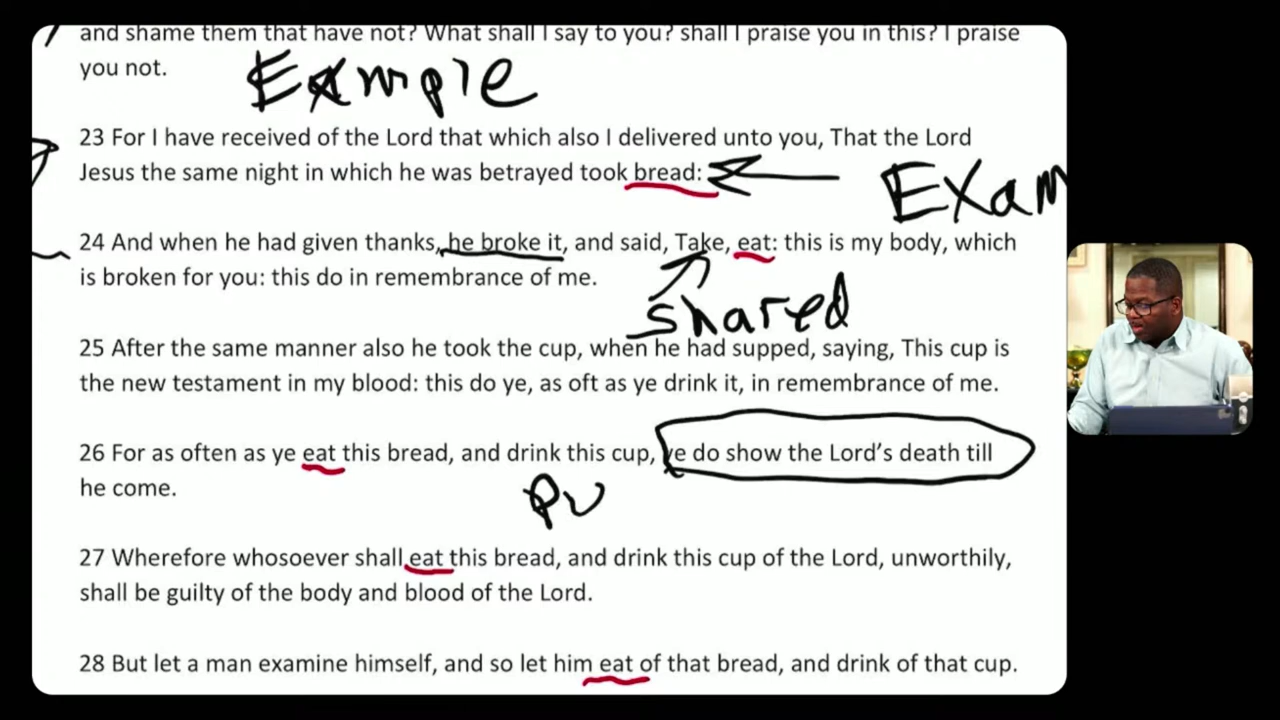 and shame them that have not? What shall I say to you? shall I praise you in this? I praise
you not.
Example
23 For I have received of the Lord that which also I delivered unto you, That the Lord
Jesus the same night in which he was betrayed took bread:
Exam
24 And when he had given thanks, he broke it, and said, Take, eat: this is my body, which
is broken for you: this do in remembrance of me.
shared
25 After the same manner also he took the cup, when he had supped, saying, This cup is
the new testament in my blood: this do ye, as oft as ye drink it, in remembrance of me.
26 For as often as ye eat this bread, and drink this cup, ye do show the Lord's death till
he come.
Pu
27 Wherefore whosoever shall eat this bread, and drink this cup of the Lord, unworthily,
shall be guilty of the body and blood of the Lord.
28 But let a man examine himself, and so let him eat of that bread, and drink of that cup.